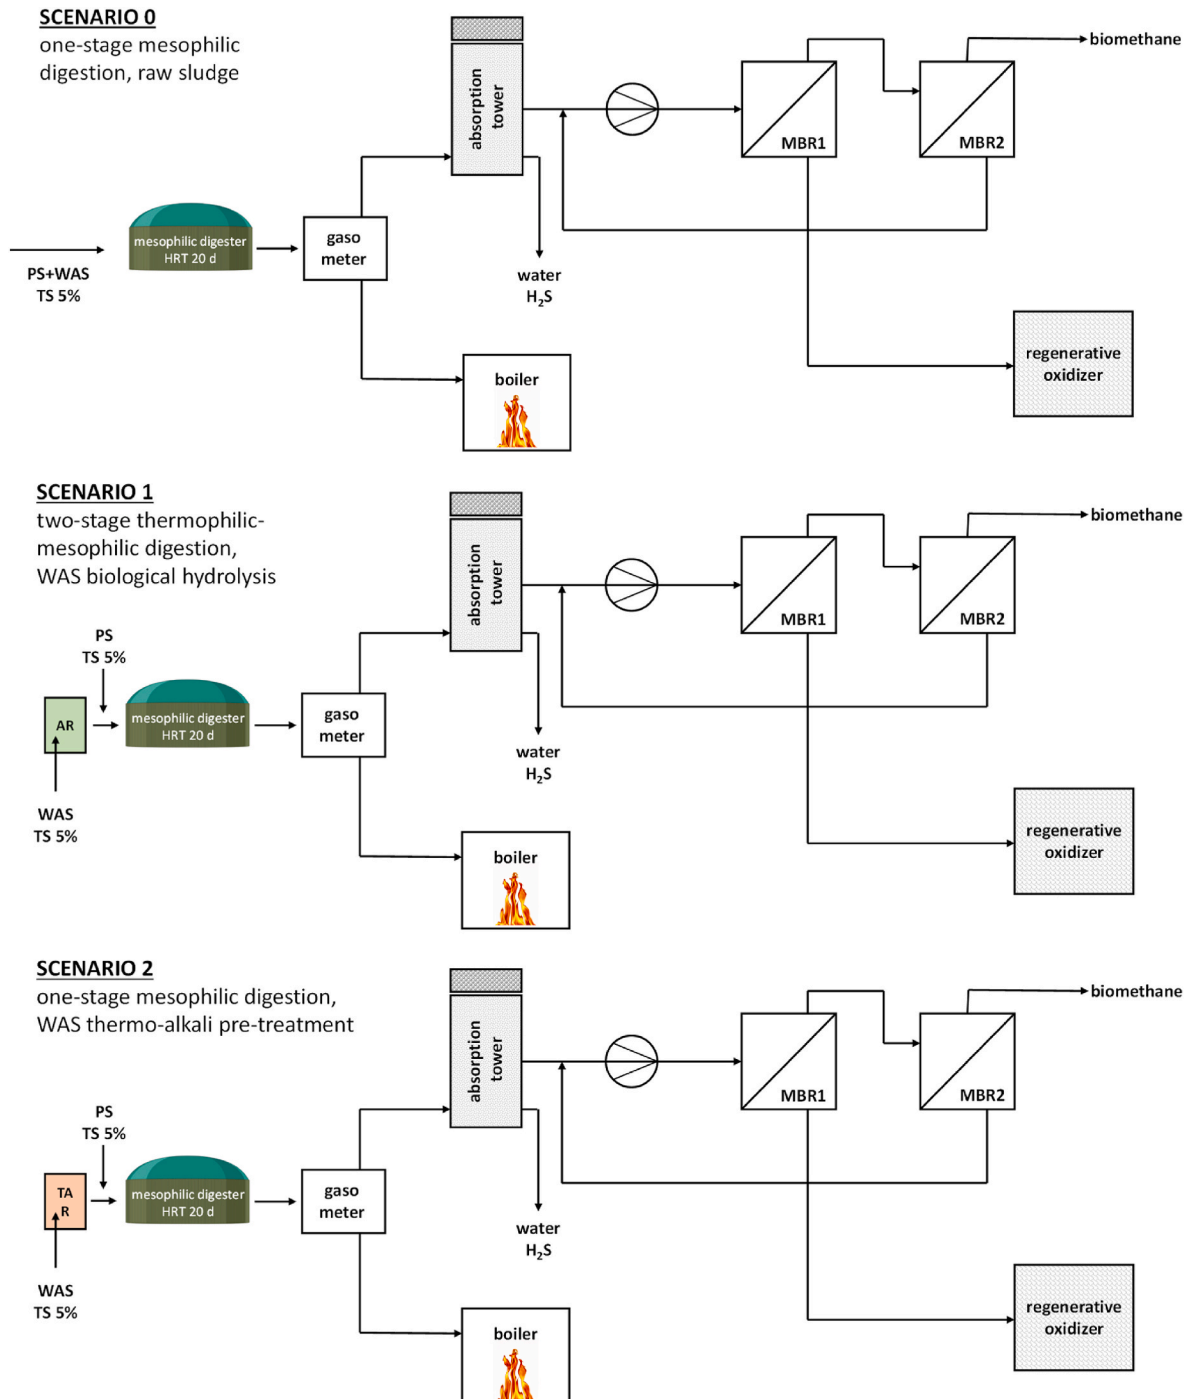 SCENARIO 0
one-stage mesophilic
digestion, raw sludge
PS+WAS
TS 5%
mesophilic digester
HRT 20 d
gaso
meter
absorption
tower
water
H₂S
boiler
MBR1
MBR2
biomethane
regenerative
oxidizer
SCENARIO 1
two-stage thermophilic-
mesophilic digestion,
WAS biological hydrolysis
PS
TS 5%
AR
WAS
TS 5%
mesophilic digester
HRT 20 d
gaso
meter
absorption
tower
water
H₂S
boiler
MBR1
MBR2
biomethane
regenerative
oxidizer
SCENARIO 2
one-stage mesophilic digestion,
WAS thermo-alkali pre-treatment
PS
TS 5%
TA
R
WAS
TS 5%
mesophilic digester
HRT 20 d
gaso
meter
absorption
tower
water
H₂S
boiler
MBR1
MBR2
biomethane
regenerative
oxidizer